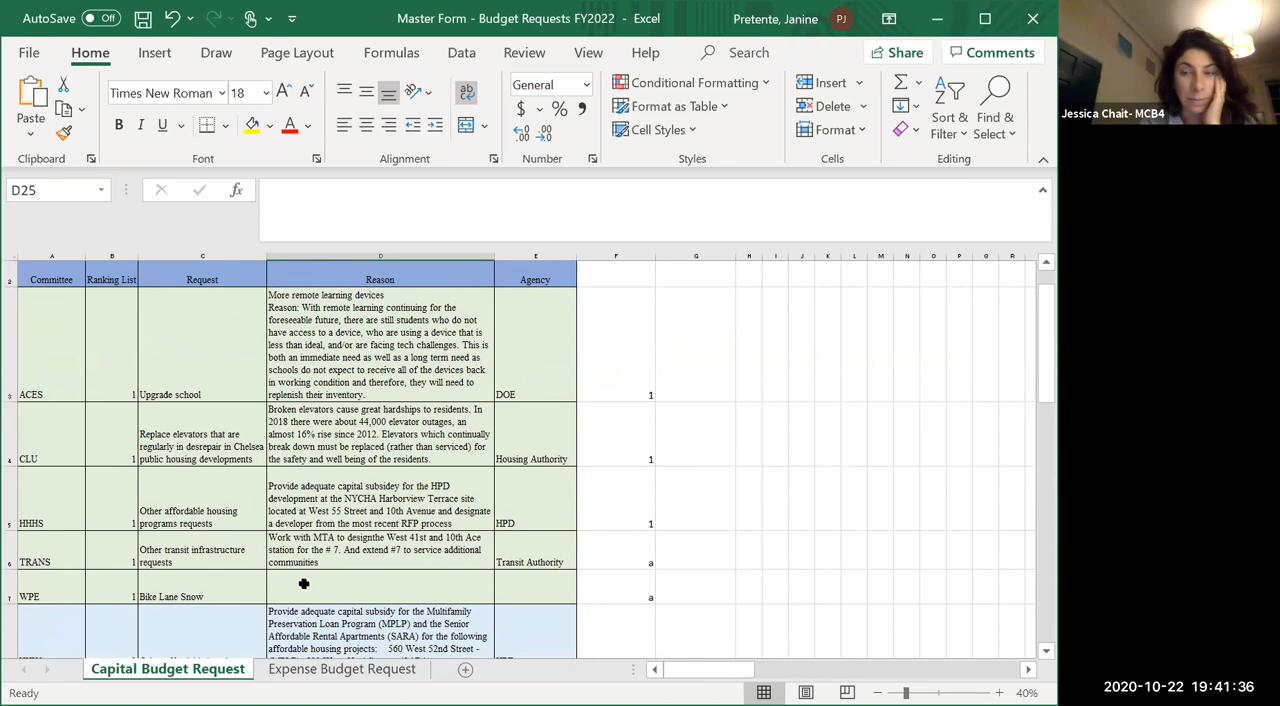 AutoSave Off Master Form - Budget Requests FY2022 - Excel Pretente, Janine PJ
File Home Insert Draw Page Layout Formulas Data Review View Help Search Share Comments
Times New Roman 18 General
Paste
Clipboard Font Alignment Number
Conditional Formatting
Format as Table
Cell Styles
Styles
Insert
Delete
Format
Cells
Sort & Filter
Find & Select
Editing
Jessica Chait- MCB4
D25
A B C D E F G H I J K L M N O P Q R
2 Committee Ranking List Request Reason Agency
More remote learning devices
Reason: With remote learning continuing for the
foreseeable future, there are still students who do not
have access to a device, who are using a device that is
less than ideal, and/or are facing tech challenges. This is
both an immediate need as well as a long term need as
schools do not expect to receive all of the devices back
in working condition and therefore, they will need to
replenish their inventory.
3 ACES 1 Upgrade school DOE 1
Broken elevators cause great hardships to residents. In
2018 there were about 44,000 elevator outages, an
almost 16% rise since 2012. Elevators which continually
break down must be replaced (rather than serviced) for
the safety and well being of the residents.
Replace elevators that are
regularly in desrepair in Chelsea
4 CLU 1 public housing developments Housing Authority 1
Provide adequate capital subsidey for the HPD
development at the NYCHA Harborview Terrace site
located at West 55 Street and 10th Avenue and designate
a developer from the most recent RFP process
Other affordable housing
5 HHHS 1 programs requests HPD 1
Work with MTA to designthe West 41st and 10th Ace
station for the # 7. And extend #7 to service additional
communities
Other transit infrastructure
6 TRANS 1 requests Transit Authority a
7 WPE 1 Bike Lane Snow a
Provide adequate capital subsidy for the Multifamily
Preservation Loan Program (MPLP) and the Senior
Affordable Rental Apartments (SARA) for the following
affordable housing projects: 560 West 52nd Street -
Capital Budget Request Expense Budget Request
Ready 40%
2020-10-22 19:41:36